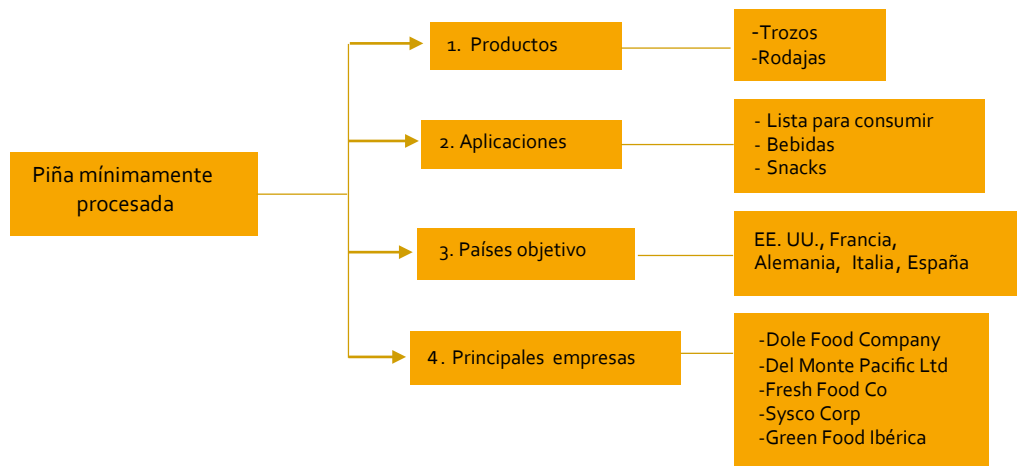 Piña mínimamente
procesada
1. Productos
-Trozos
-Rodajas
2. Aplicaciones
- Lista para consumir
- Bebidas
- Snacks
3. Países objetivo
EE. UU., Francia,
Alemania, Italia, España
4. Principales empresas
-Dole Food Company
-Del Monte Pacific Ltd
-Fresh Food Co
-Sysco Corp
-Green Food Ibérica